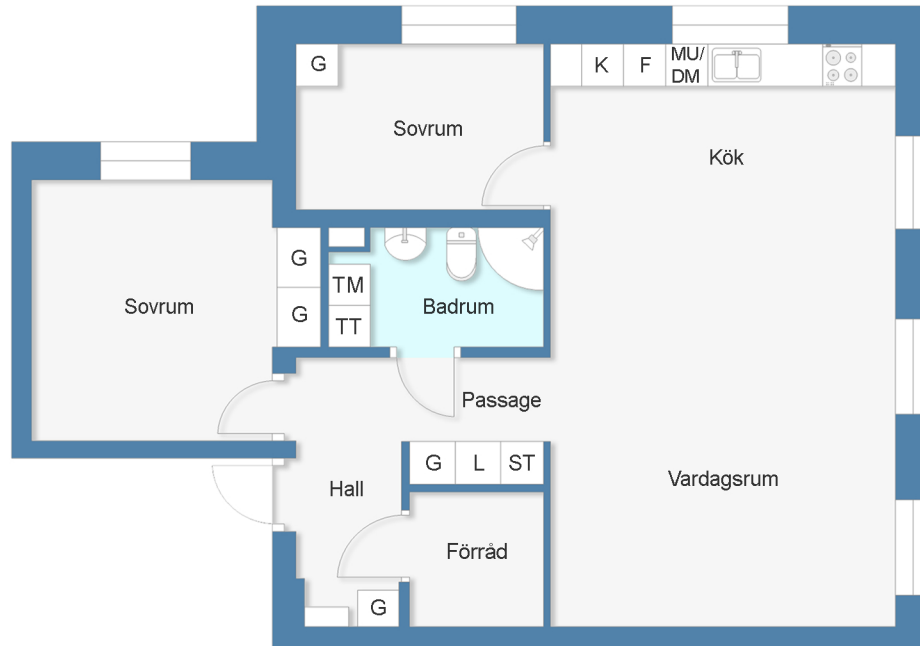 G
K
F
MU/
DM
Sovrum
Kök
G
TM
Sovrum
Badrum
G
TT
Passage
G
L
ST
Vardagsrum
Hall
Förråd
G